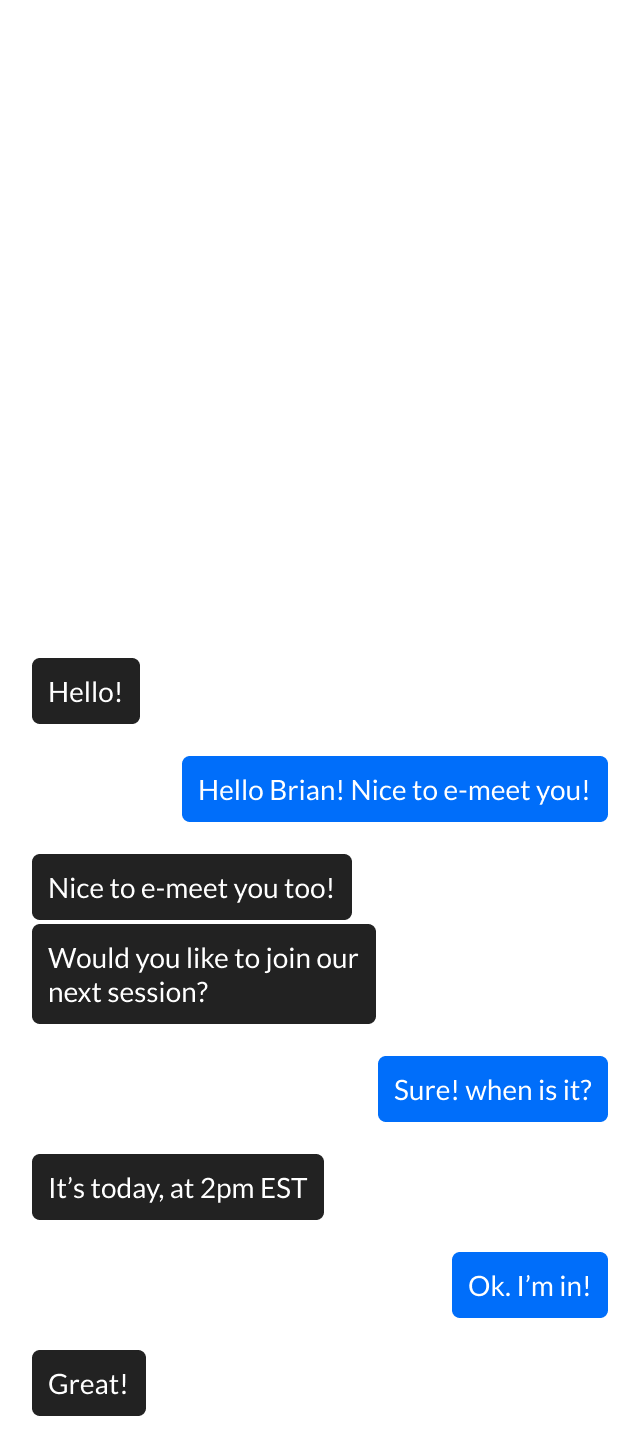 Hello!
Hello Brian! Nice to e-meet you!
Nice to e-meet you too!
Would you like to join our
next session?
Sure! when is it?
It’s today, at 2pm EST
Ok. I’m in!
Great!